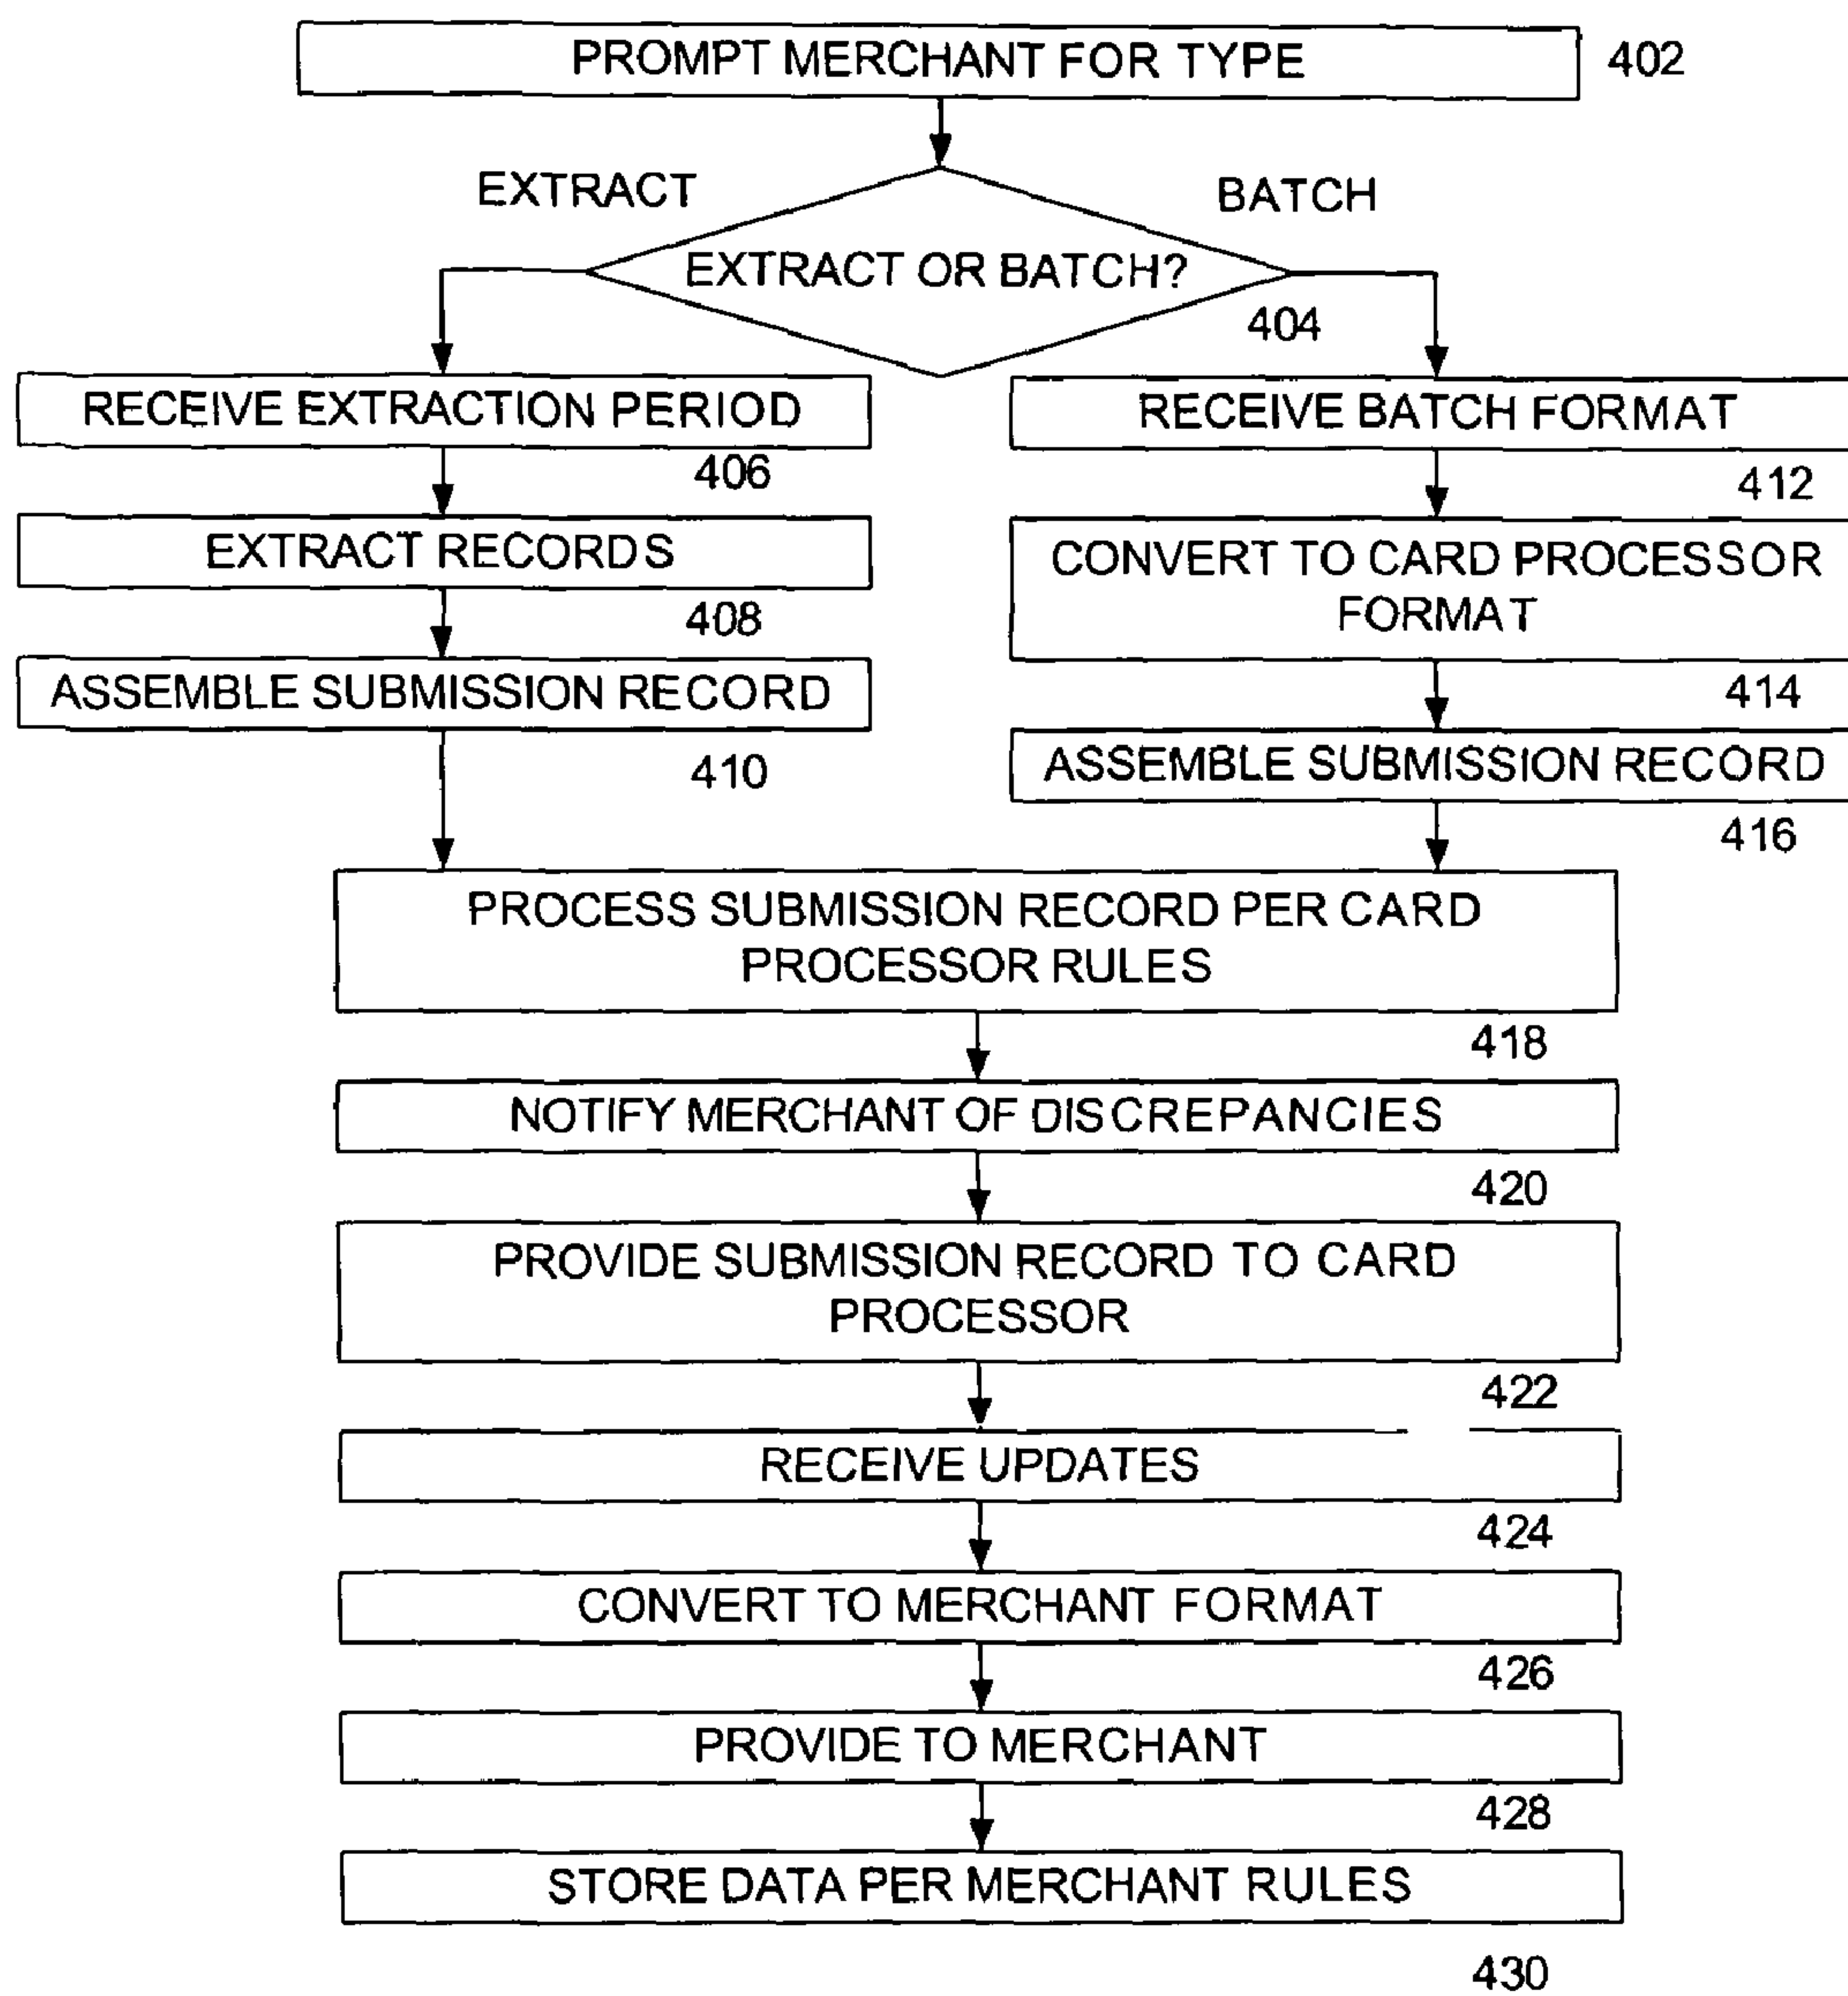 PROMPT MERCHANT FOR TYPE
402
EXTRACT
BATCH
EXTRACT OR BATCH?
404
RECEIVE EXTRACTION PERIOD
406
EXTRACT RECORDS
408
ASSEMBLE SUBMISSION RECORD
410
RECEIVE BATCH FORMAT
412
CONVERT TO CARD PROCESSOR
FORMAT
414
ASSEMBLE SUBMISSION RECORD
416
PROCESS SUBMISSION RECORD PER CARD
PROCESSOR RULES
418
NOTIFY MERCHANT OF DISCREPANCIES
420
PROVIDE SUBMISSION RECORD TO CARD
PROCESSOR
422
RECEIVE UPDATES
424
CONVERT TO MERCHANT FORMAT
426
PROVIDE TO MERCHANT
428
STORE DATA PER MERCHANT RULES
430